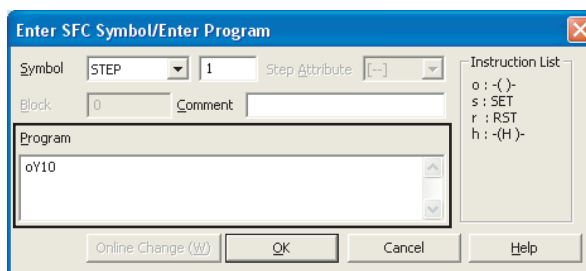 Enter SFC Symbol/Enter Program
Symbol STEP 1 Step Attribute [--]
Block 0 Comment
Program
oY10
Instruction List
o : -( )-
s : SET
r : RST
h : -(H )-
Online Change (W) OK Cancel Help